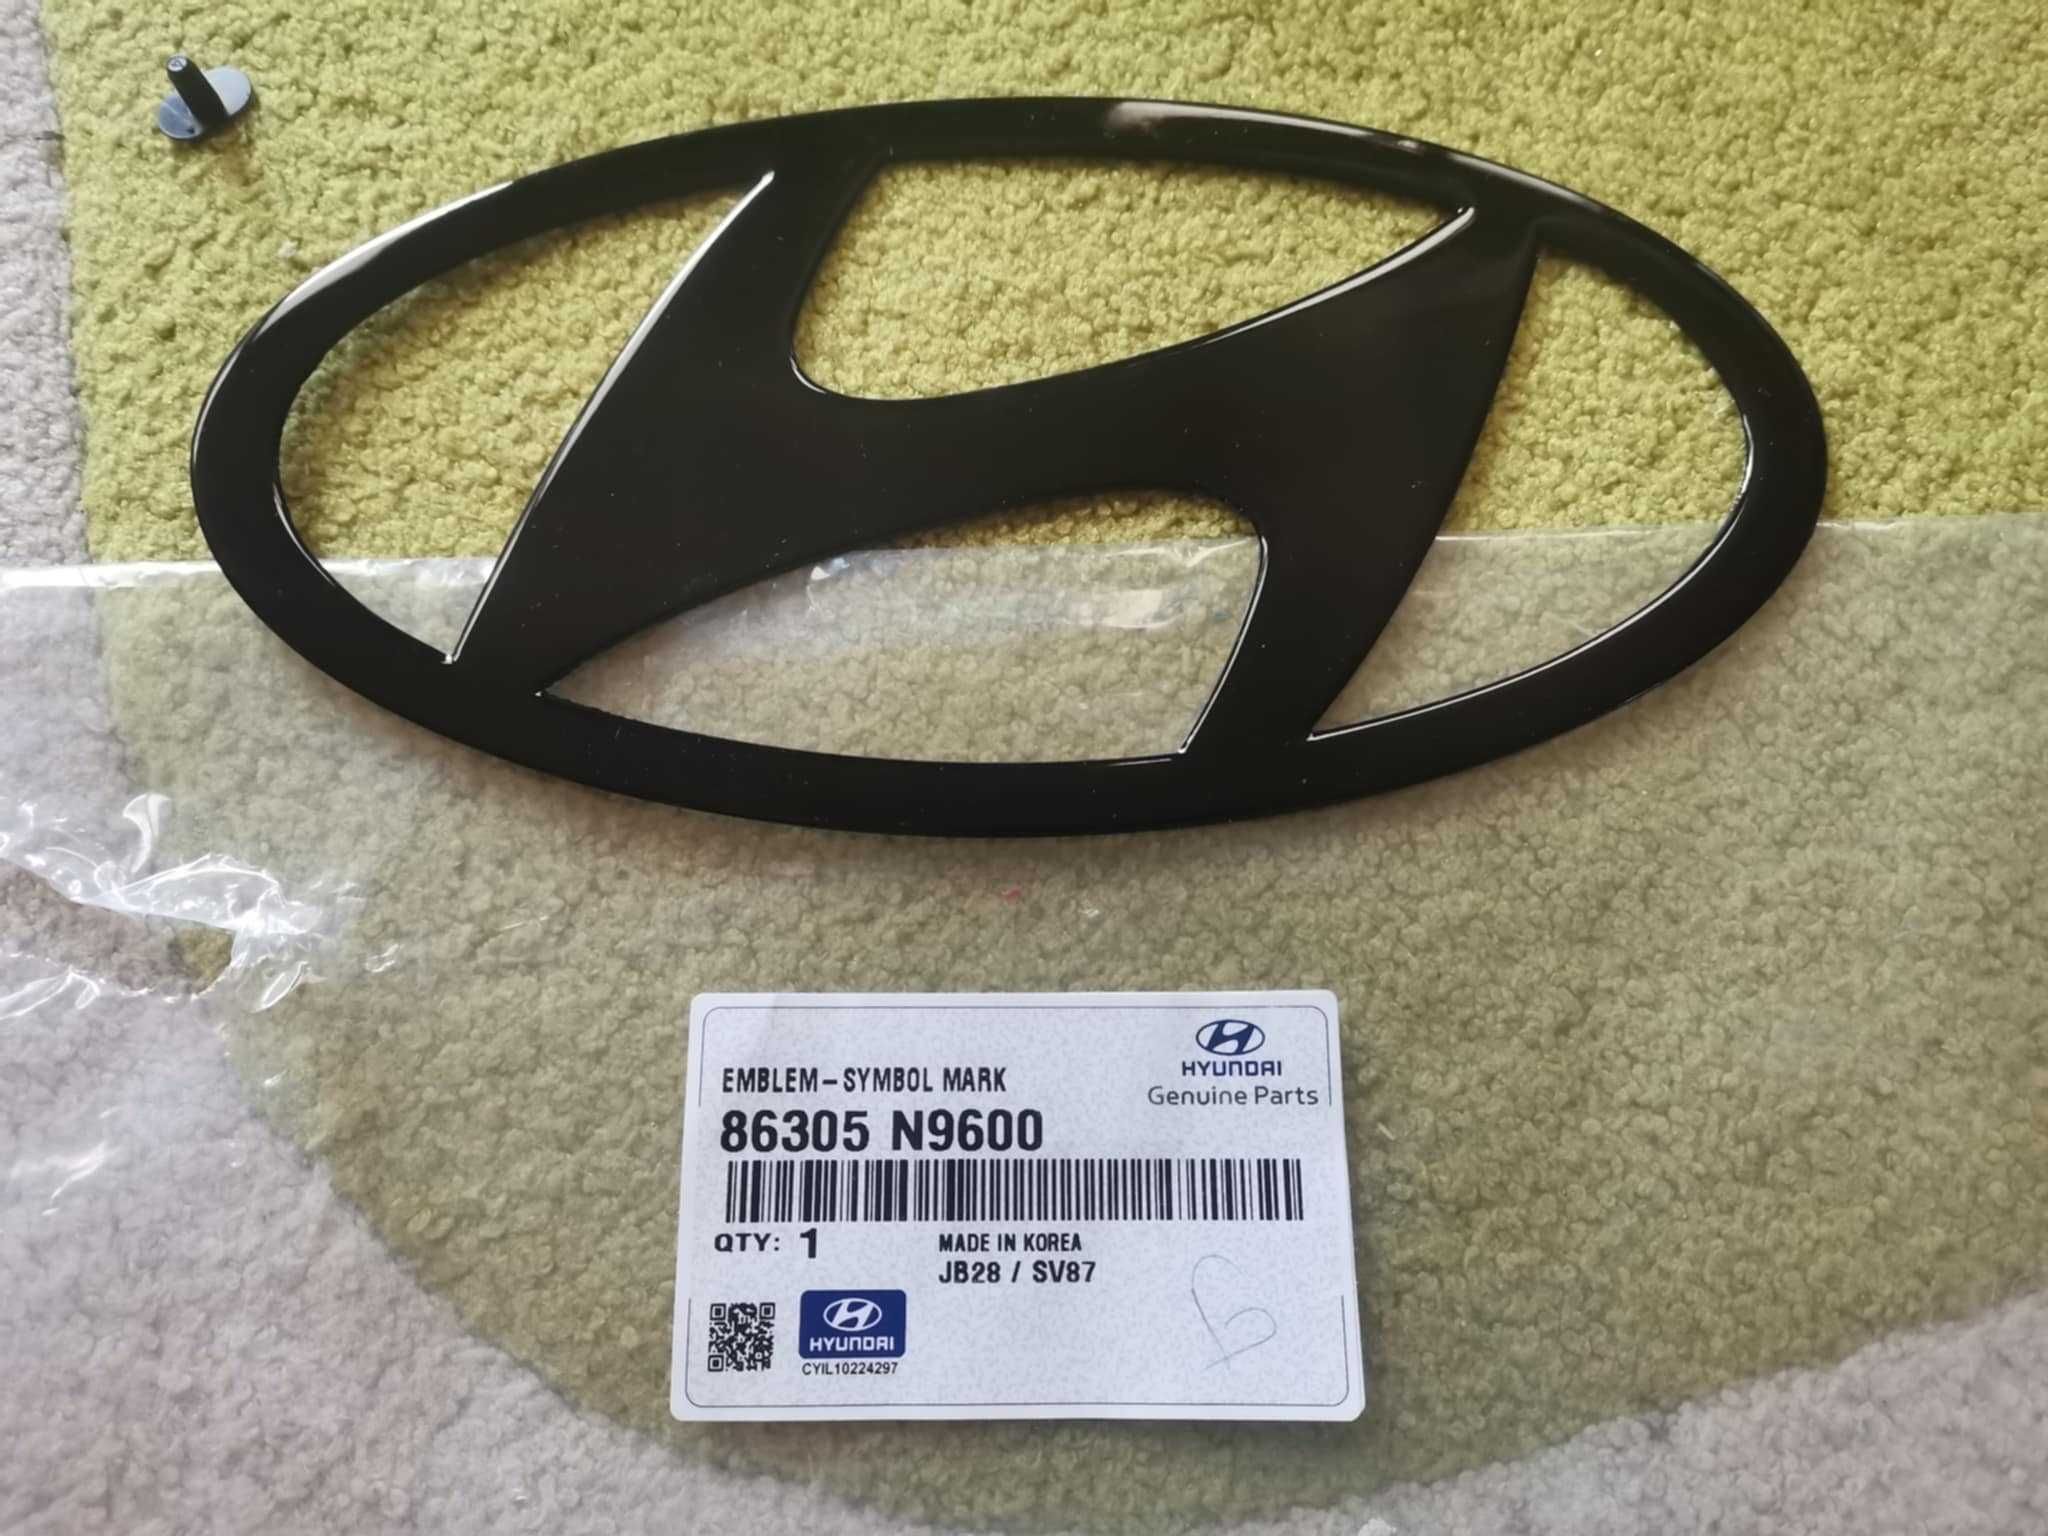 HYUNDAI
Genuine Parts
EMBLEM-SYMBOL MARK
86305 N9600
QTY: 1
MADE IN KOREA
JB28 / SV87
HYUNDAI
CYIL10224297